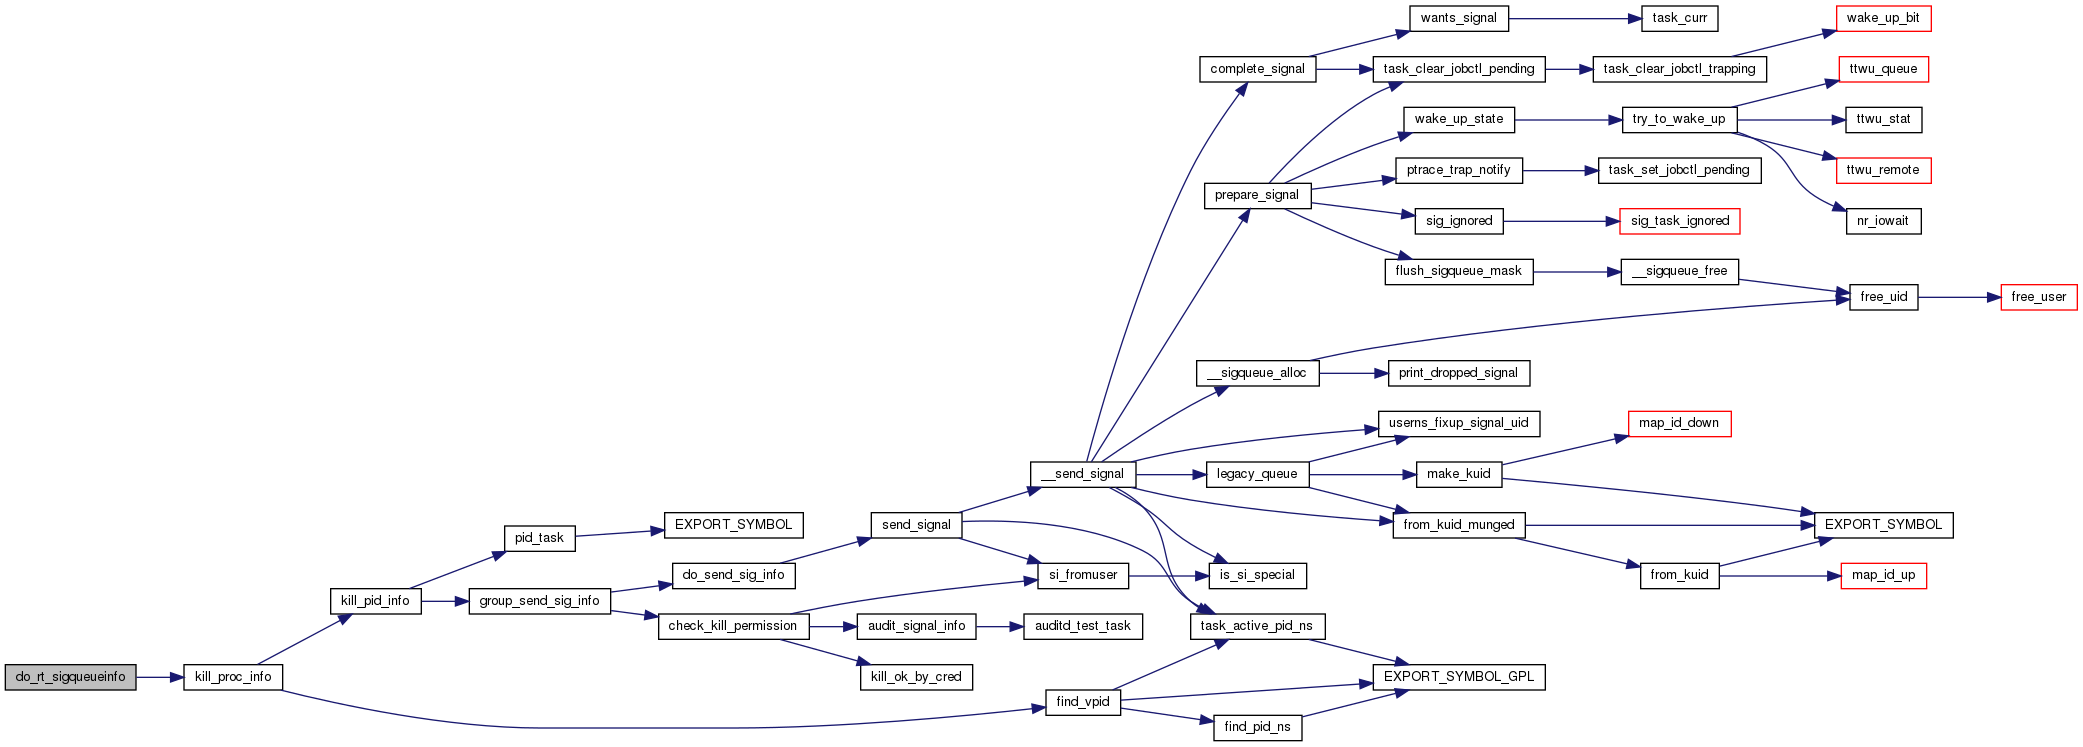 wants_signal
task_curr
wake_up_bit
complete_signal
task_clear_jobctl_pending
task_clear_jobctl_trapping
ttwu_queue
wake_up_state
try_to_wake_up
ttwu_stat
ptrace_trap_notify
task_set_jobctl_pending
ttwu_remote
prepare_signal
sig_ignored
sig_task_ignored
nr_iowait
flush_sigqueue_mask
__sigqueue_free
free_uid
free_user
__sigqueue_alloc
print_dropped_signal
userns_fixup_signal_uid
map_id_down
__send_signal
legacy_queue
make_kuid
pid_task
EXPORT_SYMBOL
send_signal
from_kuid_munged
EXPORT_SYMBOL
do_send_sig_info
si_fromuser
is_si_special
from_kuid
map_id_up
kill_pid_info
group_send_sig_info
check_kill_permission
audit_signal_info
auditd_test_task
task_active_pid_ns
do_rt_sigqueueinfo
kill_proc_info
kill_ok_by_cred
EXPORT_SYMBOL_GPL
find_vpid
find_pid_ns